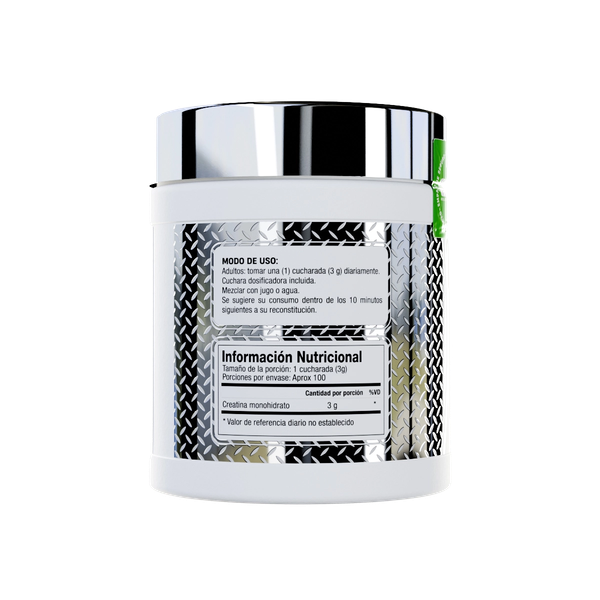 MODO DE USO:
Adultos: tomar una (1) cucharada (3 g) diariamente.
Cuchara dosificadora incluida.
Mezclar con jugo o agua.
Se sugiere su consumo dentro de los 10 minutos
siguientes a su reconstitución.
Información Nutricional
Tamaño de la porción: 1 cucharada (3g)
Porciones por envase: Aprox 100
Cantidad por porción %VD
Creatina monohidrato 3 g *
* Valor de referencia diario no establecido